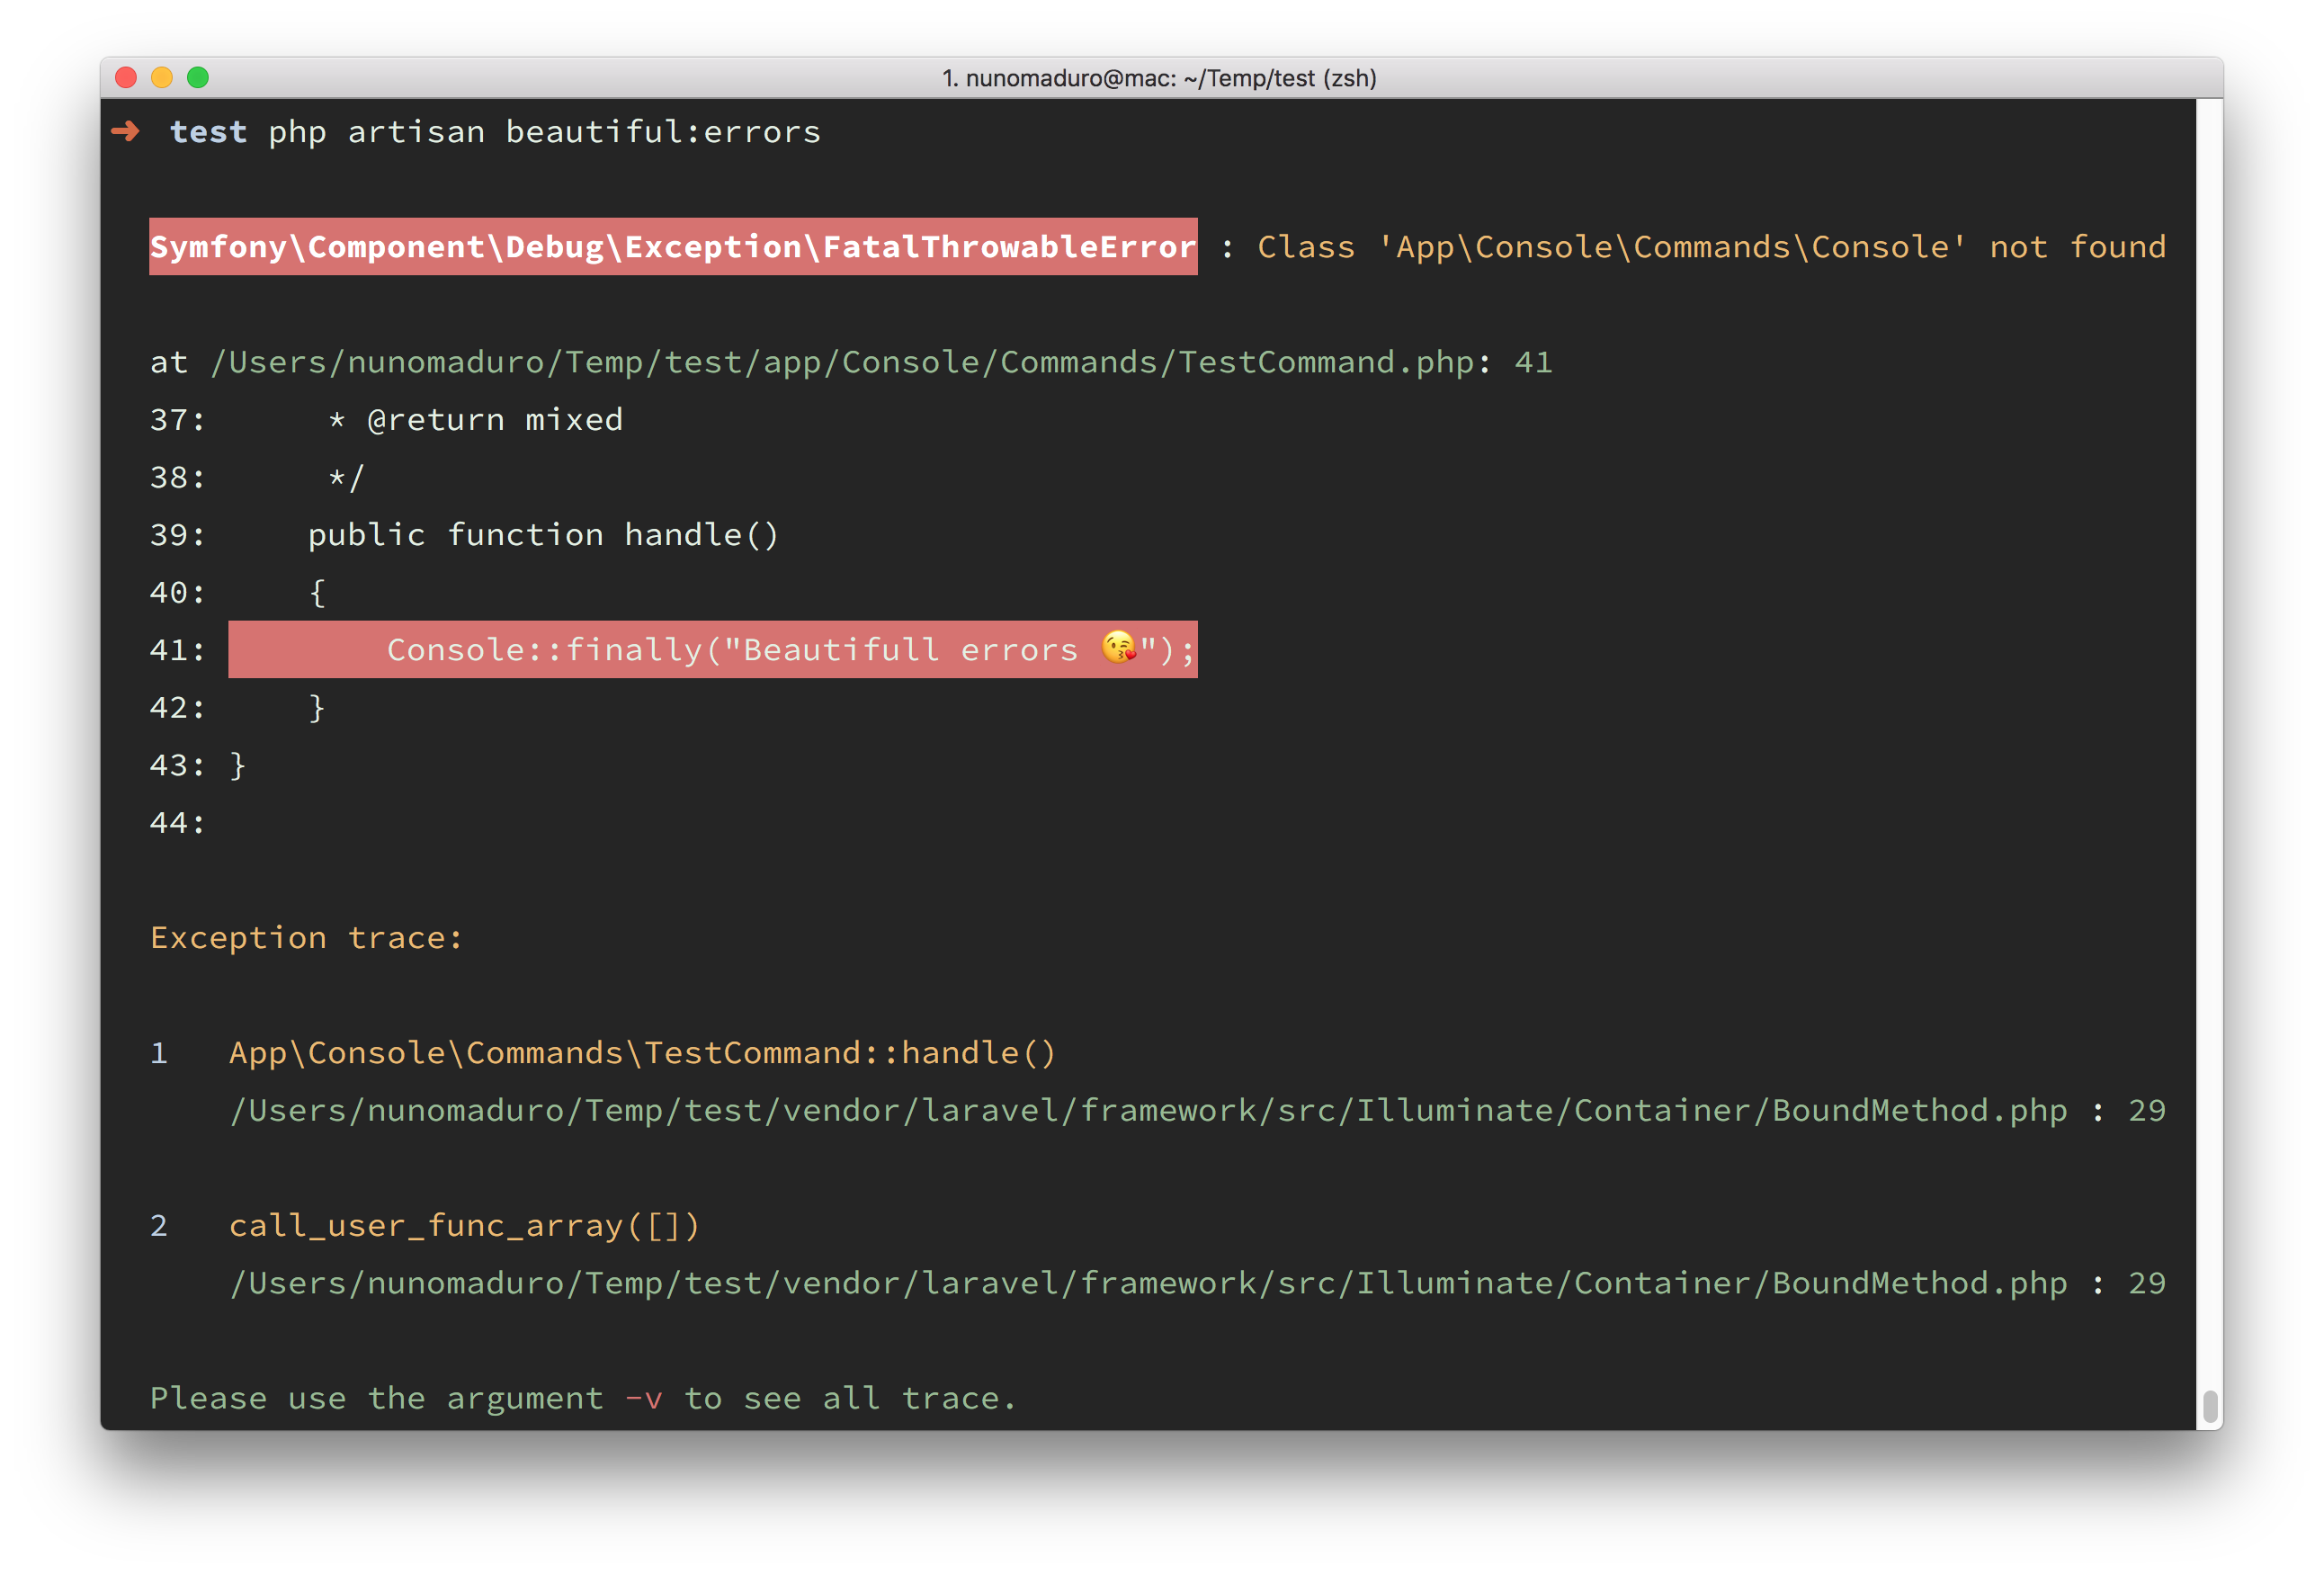 1. nunomaduro@mac: ~/Temp/test (zsh)
➜  test php artisan beautiful:errors
Symfony\Component\Debug\Exception\FatalThrowableError : Class 'App\Console\Commands\Console' not found
at /Users/nunomaduro/Temp/test/app/Console/Commands/TestCommand.php: 41
37:      * @return mixed
38:      */
39:     public function handle()
40:     {
41:         Console::finally("Beautifull errors 😘");
42:     }
43: }
44:
Exception trace:
1   App\Console\Commands\TestCommand::handle()
/Users/nunomaduro/Temp/test/vendor/laravel/framework/src/Illuminate/Container/BoundMethod.php : 29
2   call_user_func_array([])
/Users/nunomaduro/Temp/test/vendor/laravel/framework/src/Illuminate/Container/BoundMethod.php : 29
Please use the argument -v to see all trace.